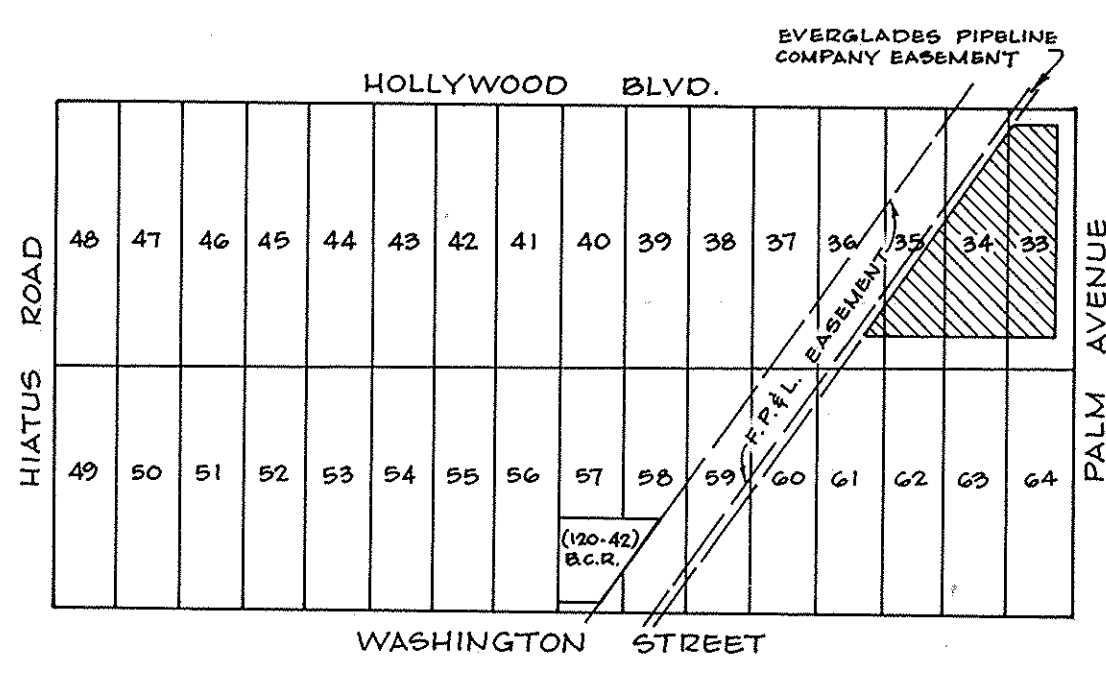 EVERGLADES PIPELINE
COMPANY EASEMENT
HOLLYWOOD BLVD.
HIATUS ROAD
48 47 46 45 44 43 42 41 40 39 38 37 36 35 34 33
PALM AVENUE
F.P.&L. EASEMENT
49 50 51 52 53 54 55 56 57 58 59 60 61 62 63 64
(120-42)
B.C.R.
WASHINGTON STREET